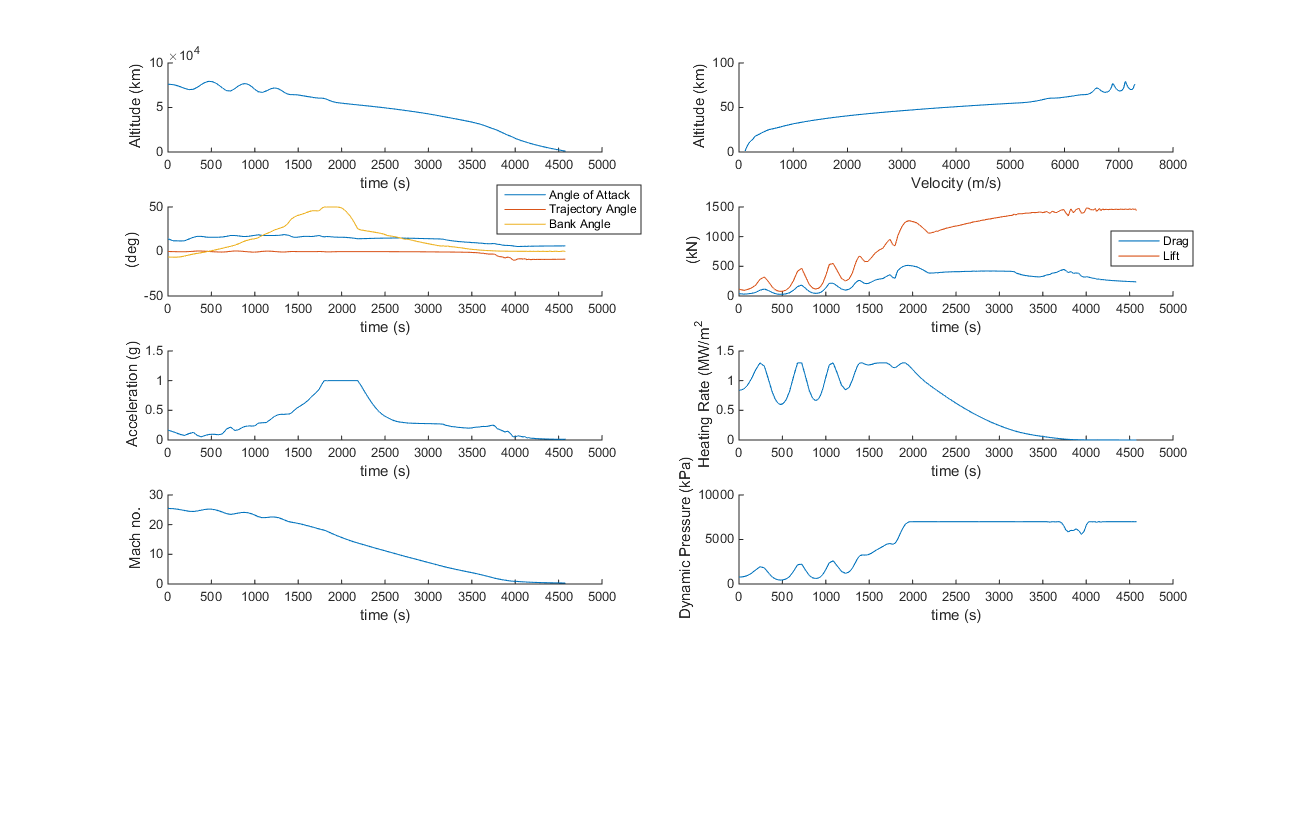 ×10^4
10
5
0
Altitude (km)
0 500 1000 1500 2000 2500 3000 3500 4000 4500 5000
time (s)
100
50
0
Altitude (km)
0 1000 2000 3000 4000 5000 6000 7000 8000
Velocity (m/s)
50
0
-50
(deg)
Angle of Attack
Trajectory Angle
Bank Angle
0 500 1000 1500 2000 2500 3000 3500 4000 4500 5000
time (s)
1500
1000
500
0
(kN)
Drag
Lift
0 500 1000 1500 2000 2500 3000 3500 4000 4500 5000
time (s)
1.5
1
0.5
0
Acceleration (g)
0 500 1000 1500 2000 2500 3000 3500 4000 4500 5000
time (s)
1.5
1
0.5
0
Heating Rate (MW/m^2
0 500 1000 1500 2000 2500 3000 3500 4000 4500 5000
time (s)
30
20
10
0
Mach no.
0 500 1000 1500 2000 2500 3000 3500 4000 4500 5000
time (s)
10000
5000
0
Dynamic Pressure (kPa)
0 500 1000 1500 2000 2500 3000 3500 4000 4500 5000
time (s)